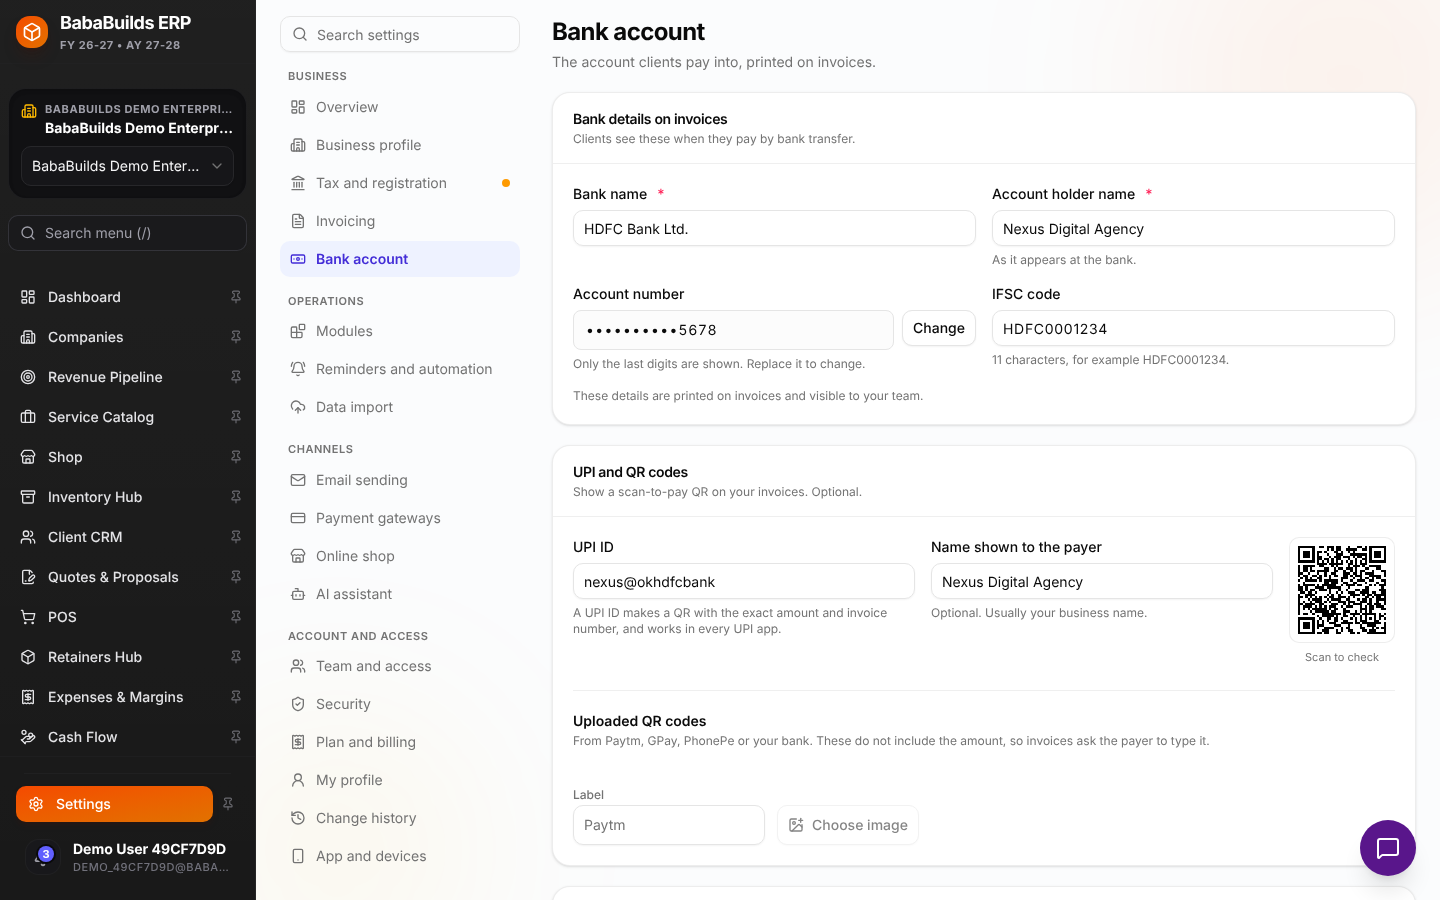 BabaBuilds ERP
FY 26-27 • AY 27-28
BABABUILDS DEMO ENTERPRI...
BabaBuilds Demo Enterpr...
BabaBuilds Demo Enter...
Search menu (/)
Dashboard
Companies
Revenue Pipeline
Service Catalog
Shop
Inventory Hub
Client CRM
Quotes & Proposals
POS
Retainers Hub
Expenses & Margins
Cash Flow
Settings
3
Demo User 49CF7D9D
DEMO_49CF7D9D@BABA...
Search settings
BUSINESS
Overview
Business profile
Tax and registration
Invoicing
Bank account
OPERATIONS
Modules
Reminders and automation
Data import
CHANNELS
Email sending
Payment gateways
Online shop
AI assistant
ACCOUNT AND ACCESS
Team and access
Security
Plan and billing
My profile
Change history
App and devices
Bank account
The account clients pay into, printed on invoices.
Bank details on invoices
Clients see these when they pay by bank transfer.
Bank name *
HDFC Bank Ltd.
Account holder name *
Nexus Digital Agency
As it appears at the bank.
Account number
••••••••••5678
Change
Only the last digits are shown. Replace it to change.
IFSC code
HDFC0001234
11 characters, for example HDFC0001234.
These details are printed on invoices and visible to your team.
UPI and QR codes
Show a scan-to-pay QR on your invoices. Optional.
UPI ID
nexus@okhdfcbank
A UPI ID makes a QR with the exact amount and invoice
number, and works in every UPI app.
Name shown to the payer
Nexus Digital Agency
Optional. Usually your business name.
Scan to check
Uploaded QR codes
From Paytm, GPay, PhonePe or your bank. These do not include the amount, so invoices ask the payer to type it.
Label
Paytm
Choose image